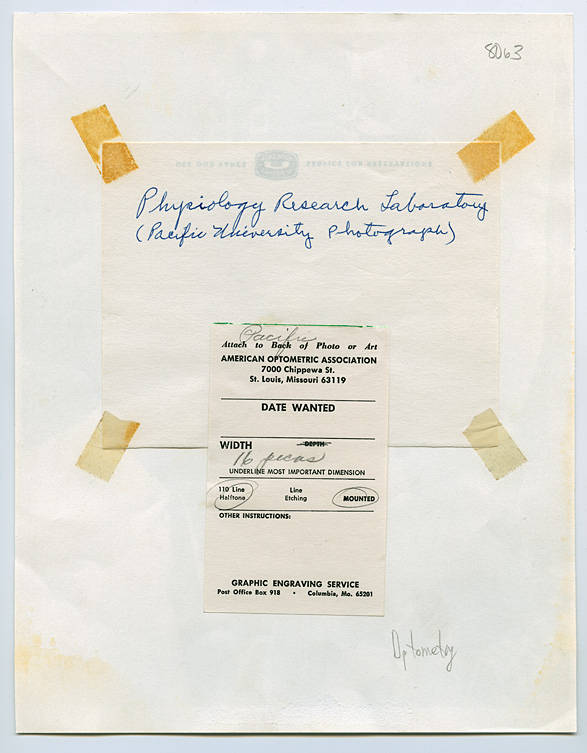 8D63
Physiology Research Laboratory
(Pacific University Photograph)
Pacific
Attach to Back of Photo or Art
AMERICAN OPTOMETRIC ASSOCIATION
7000 Chippewa St.
St. Louis, Missouri 63119
DATE WANTED
WIDTH DEPTH
16 picas
UNDERLINE MOST IMPORTANT DIMENSION
110 Line Halftone
Line Etching
MOUNTED
OTHER INSTRUCTIONS:
GRAPHIC ENGRAVING SERVICE
Post Office Box 918 • Columbia, Mo. 65201
Optometry